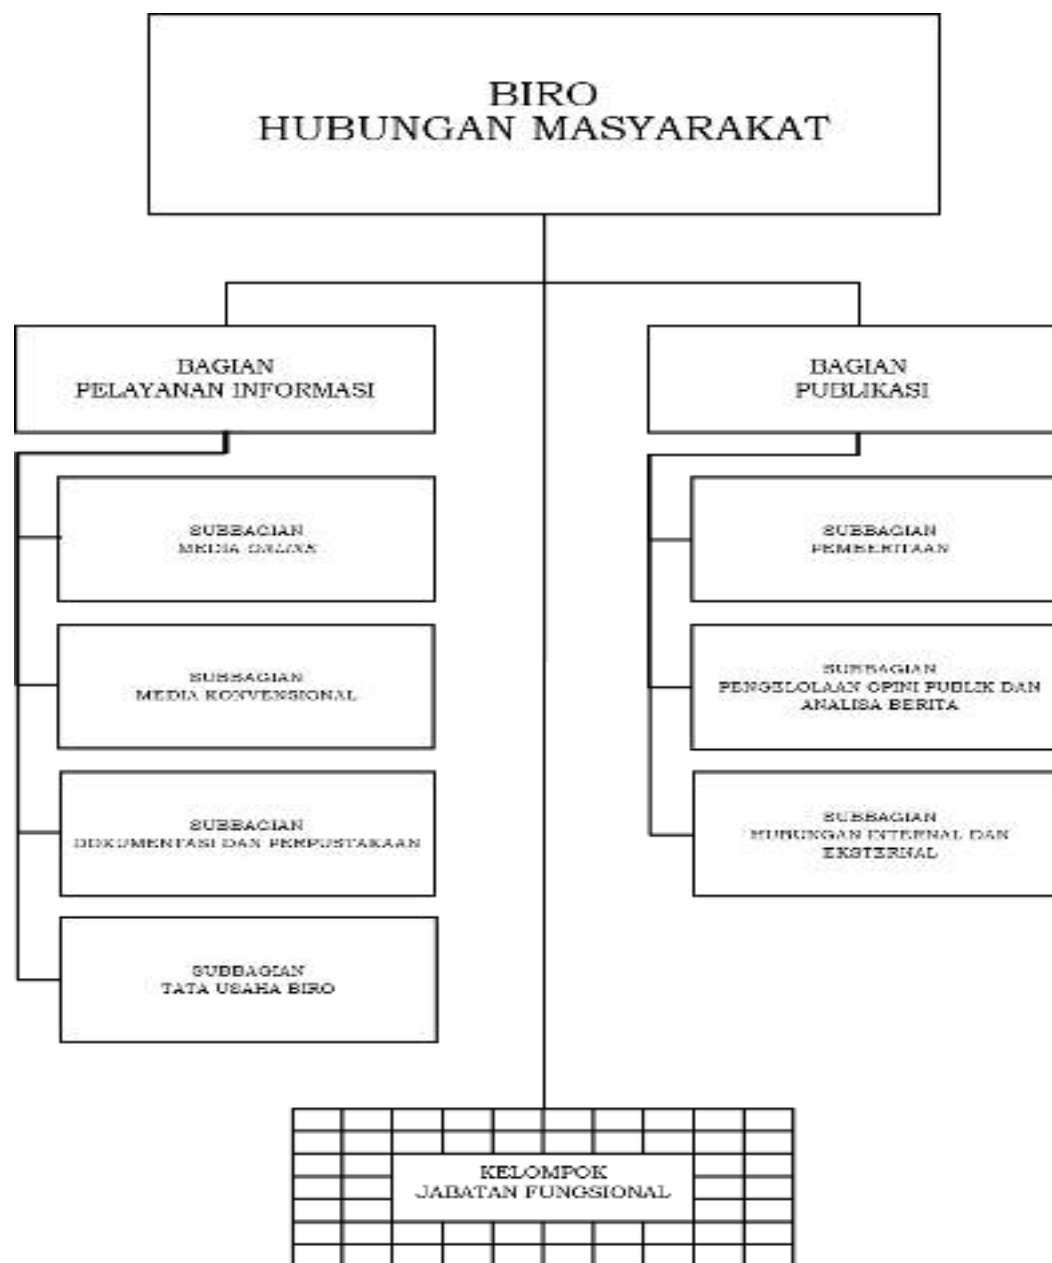 BIRO
HUBUNGAN MASYARAKAT
BAGIAN
PELAYANAN INFORMASI
SUBBAGIAN
MEDIA ONLINE
SUBBAGIAN
MEDIA KONVENSIONAL
SUBBAGIAN
DOKUMENTASI DAN PERPUSTAKAAN
SUBBAGIAN
TATA USAHA BIRO
BAGIAN
PUBLIKASI
SUBBAGIAN
PEMBERITAAN
SUBBAGIAN
PENGELOLAAN OPINI PUBLIK DAN
ANALISA BERITA
SUBBAGIAN
HUBUNGAN INTERNAL DAN
EKSTERNAL
KELOMPOK
JABATAN FUNGSIONAL